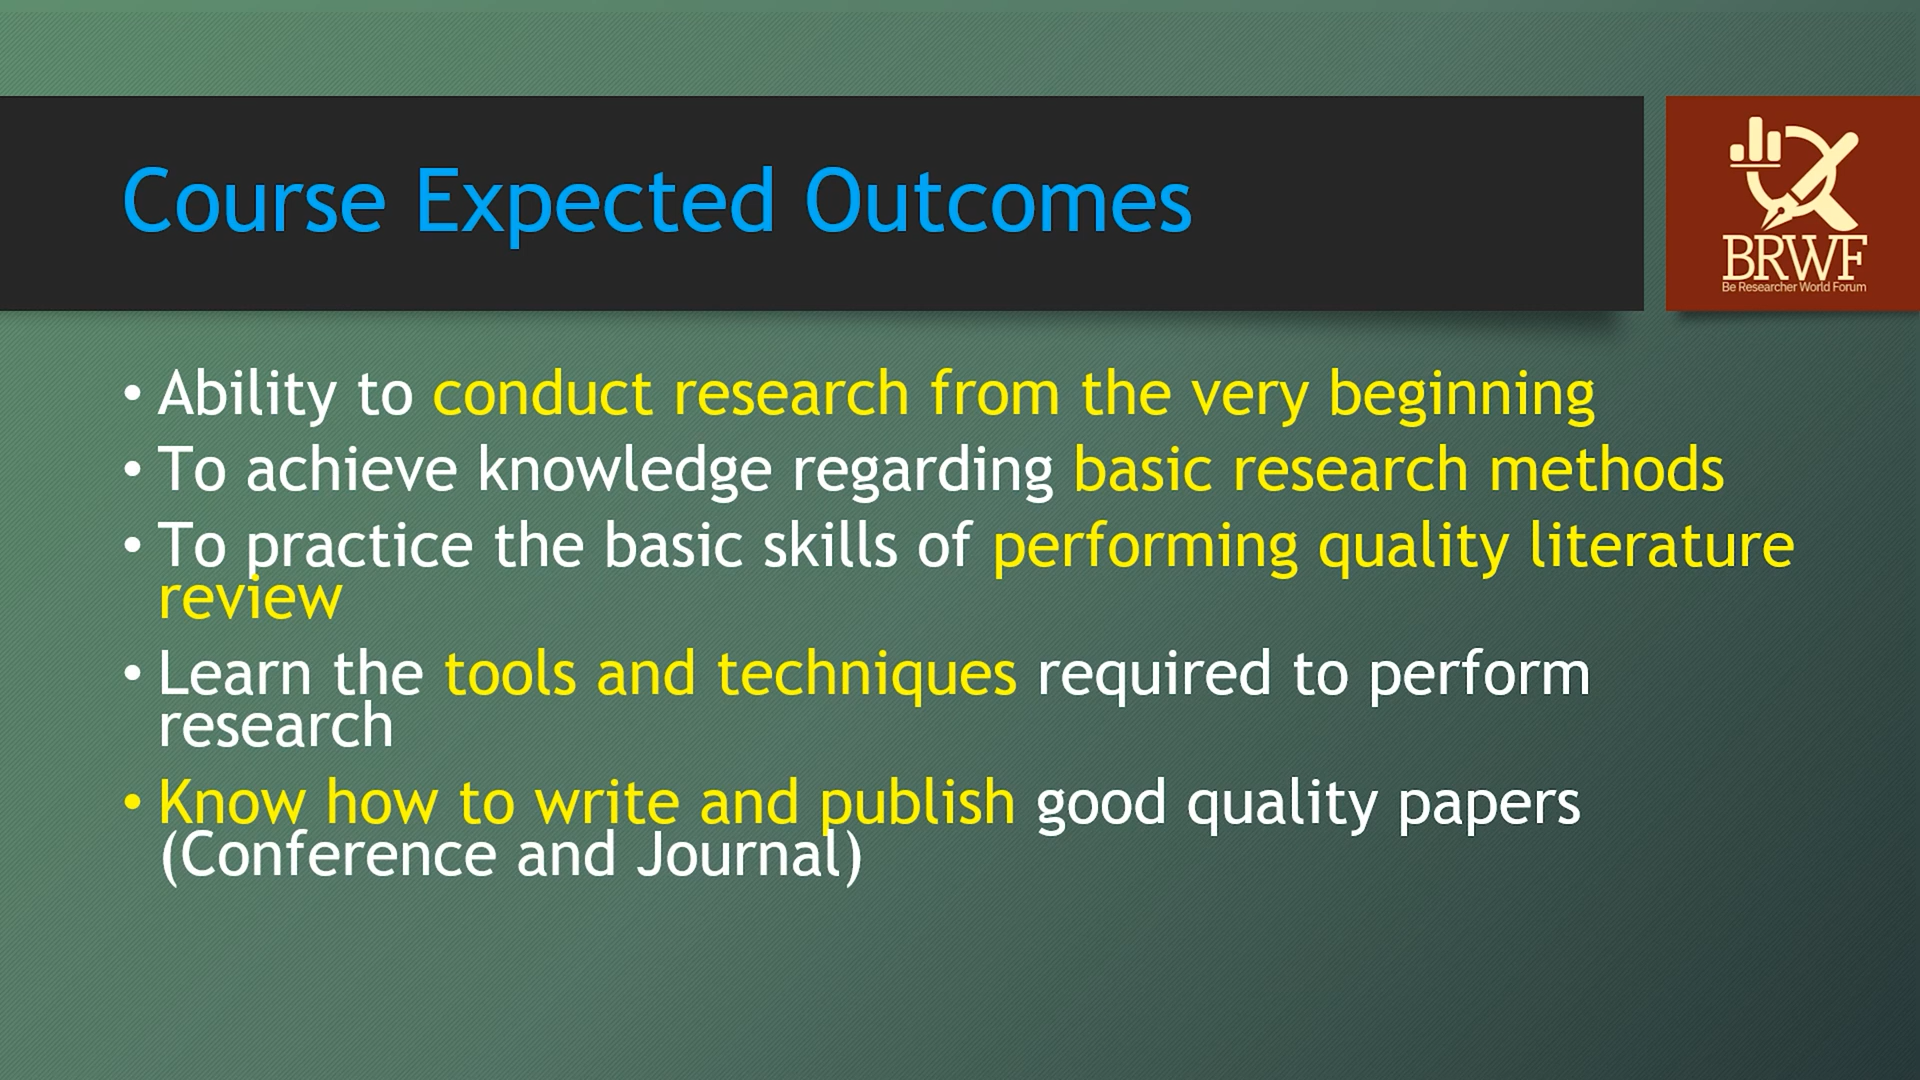 Course Expected Outcomes
BRWF
Be Researcher World Forum
• Ability to conduct research from the very beginning
• To achieve knowledge regarding basic research methods
• To practice the basic skills of performing quality literature
review
• Learn the tools and techniques required to perform
research
• Know how to write and publish good quality papers
(Conference and Journal)